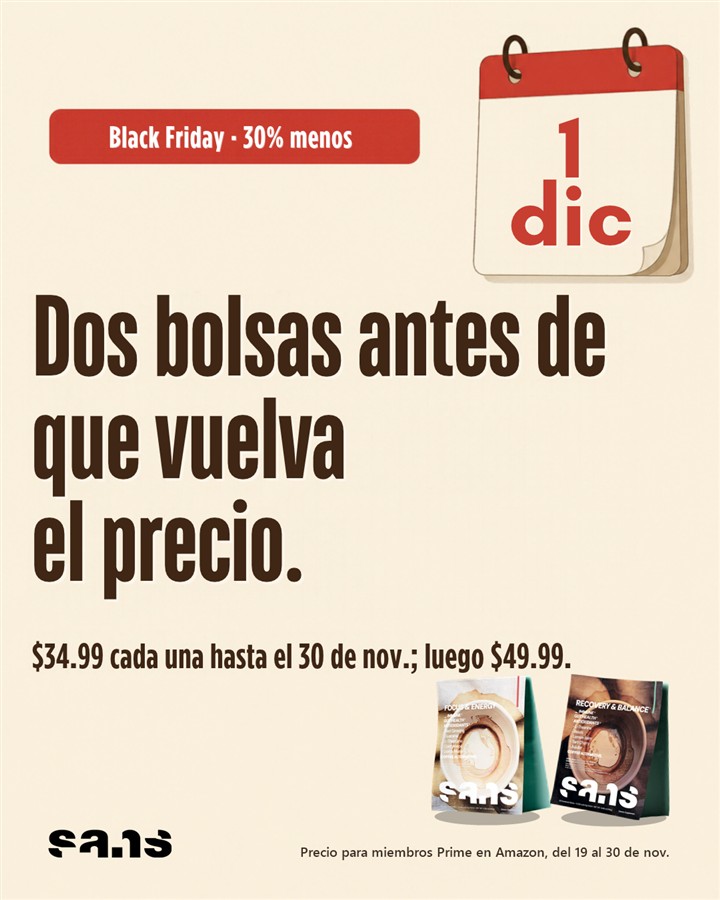 Black Friday · 30% menos
1
dic
Dos bolsas antes de
que vuelva
el precio.
$34.99 cada una hasta el 30 de nov.; luego $49.99.
FOCUS & ENERGY
sans
RECOVERY & BALANCE
sans
sans
Precio para miembros Prime en Amazon, del 19 al 30 de nov.